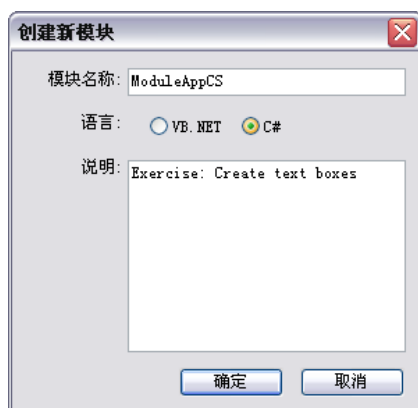 创建新模块
模块名称: ModuleAppCS
语言: VB.NET C#
说明: Exercise: Create text boxes
确定 取消